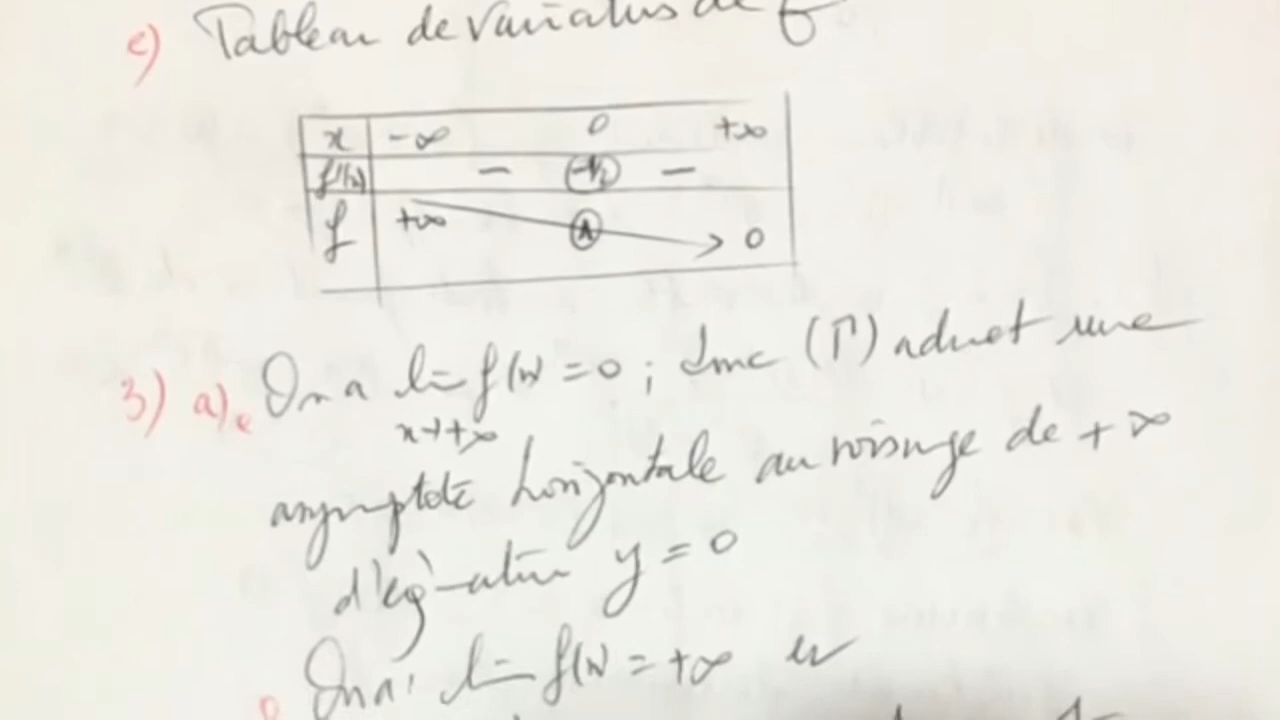 e) Tableau de variations de f
x -∞ 0 +∞
f'(x) - -1/2 -
f +∞ 1 0
3) a). On a lim f(x) = 0 ; donc (Γ) admet une
x→+∞
asymptote horizontale au voisinage de +∞
d'équation y = 0
On a: lim f(x) = +∞ et